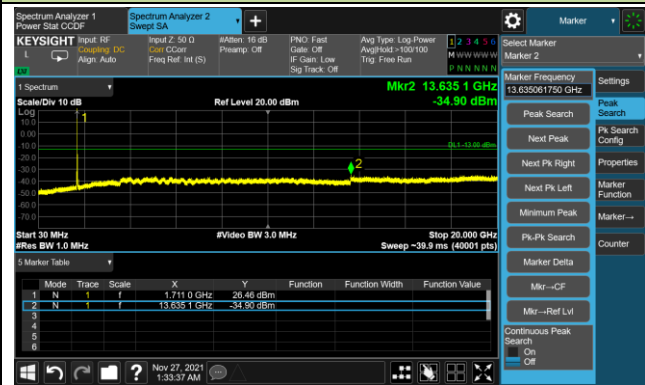 Spectrum Analyzer 1
Power Stat CCDF
Spectrum Analyzer 2
Swept SA
Marker
KEYSIGHT
L
Input: RF
Coupling: DC
Align: Auto
Input Z: 50 Ω
Corr CCorr
Freq Ref: Int (S)
#Atten: 16 dB
Preamp: Off
PNO: Fast
Gate: Off
IF Gain: Low
Sig Track: Off
Avg Type: Log-Power
Avg|Hold:>100/100
Trig: Free Run
1 2 3 4 5 6
M W W W W W
P N N N N N
Select Marker
Marker 2
1 Spectrum
Mkr2 13.635 1 GHz
Scale/Div 10 dB
Ref Level 20.00 dBm
-34.90 dBm
Log
10.0
0.00
-10.0
-20.0
-30.0
-40.0
-50.0
-60.0
-70.0
1
2
DL1 -13.00 dBm
Start 30 MHz
#Video BW 3.0 MHz
Stop 20.000 GHz
#Res BW 1.0 MHz
Sweep ~39.9 ms (40001 pts)
5 Marker Table
Mode Trace Scale X Y Function Function Width Function Value
1 N 1 f 1.711 0 GHz 26.46 dBm
2 N 1 f 13.635 1 GHz -34.90 dBm
3
4
5
6
Marker Frequency
13.635061750 GHz
Peak Search
Next Peak
Next Pk Right
Next Pk Left
Minimum Peak
Pk-Pk Search
Marker Delta
Mkr→CF
Mkr→Ref Lvl
Continuous Peak
Search
On
Off
Settings
Peak
Search
Pk Search
Config
Properties
Marker
Function
Marker→
Counter
Nov 27, 2021
1:33:37 AM